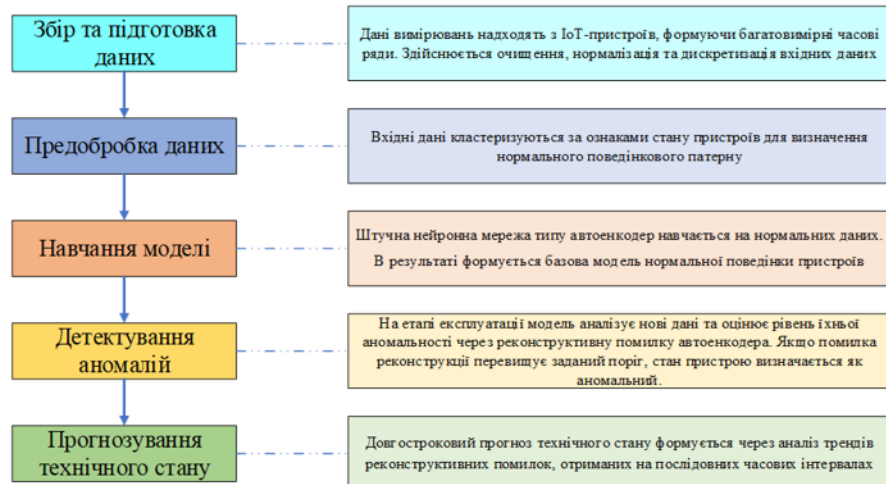 Збір та підготовка
даних
Дані вимірювань надходять з IoT-пристроїв, формуючи багатовимірні часові
ряди. Здійснюється очищення, нормалізація та дискретизація вхідних даних
Предобробка даних
Вхідні дані кластеризуються за ознаками стану пристроїв для визначення
нормального поведінкового патерну
Навчання моделі
Штучна нейронна мережа типу автоенкодер навчається на нормальних даних.
В результаті формується базова модель нормальної поведінки пристроїв
Детектування
аномалій
На етапі експлуатації модель аналізує нові дані та оцінює рівень їхньої
аномальності через реконструктивну помилку автоенкодера. Якщо помилка
реконструкції перевищує заданий поріг, стан пристрою визначається як
аномальний.
Прогнозування
технічного стану
Довгостроковий прогноз технічного стану формується через аналіз трендів
реконструктивних помилок, отриманих на послідовних часових інтервалах